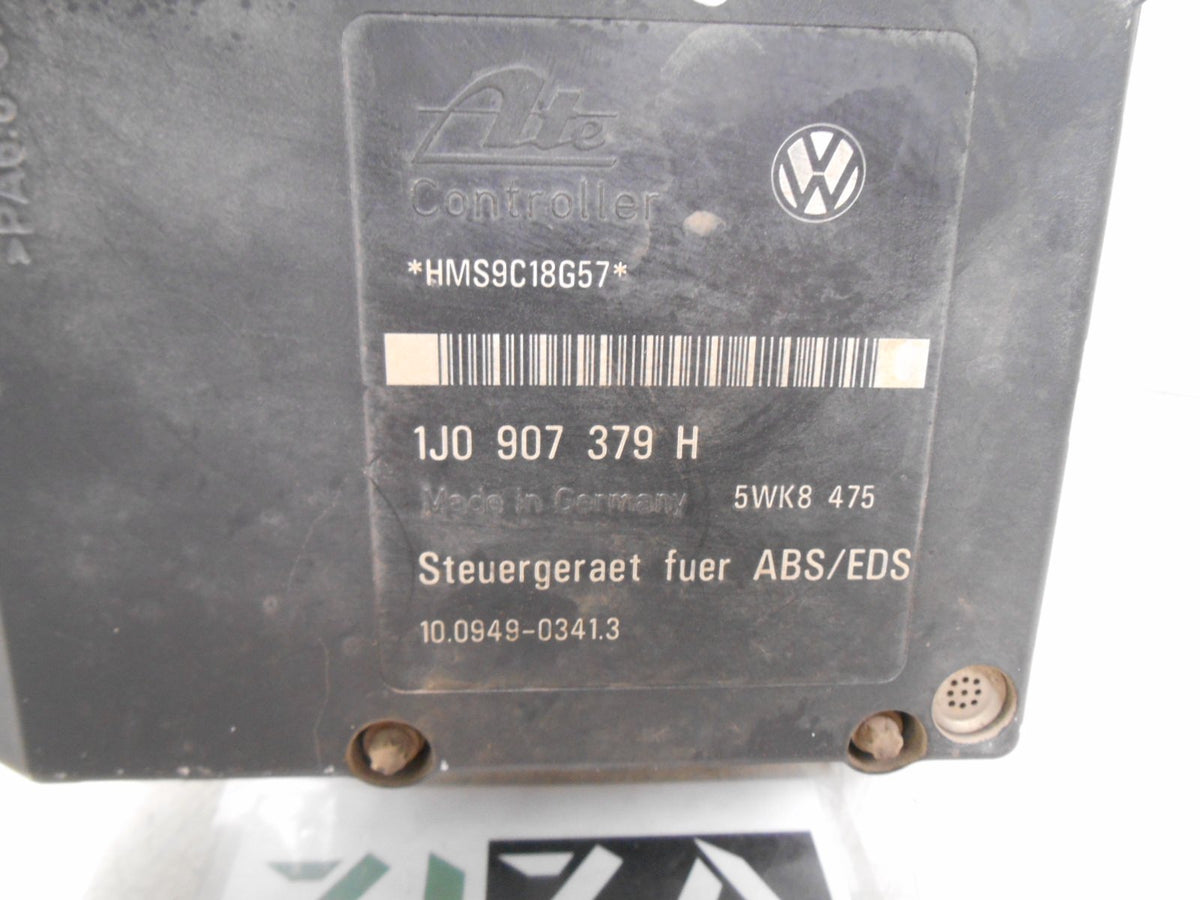 Ate
Controller
*HMS9C18G57*
1J0 907 379 H
Made in Germany 5WK8 475
Steuergeraet fuer ABS/EDS
10.0949-0341.3